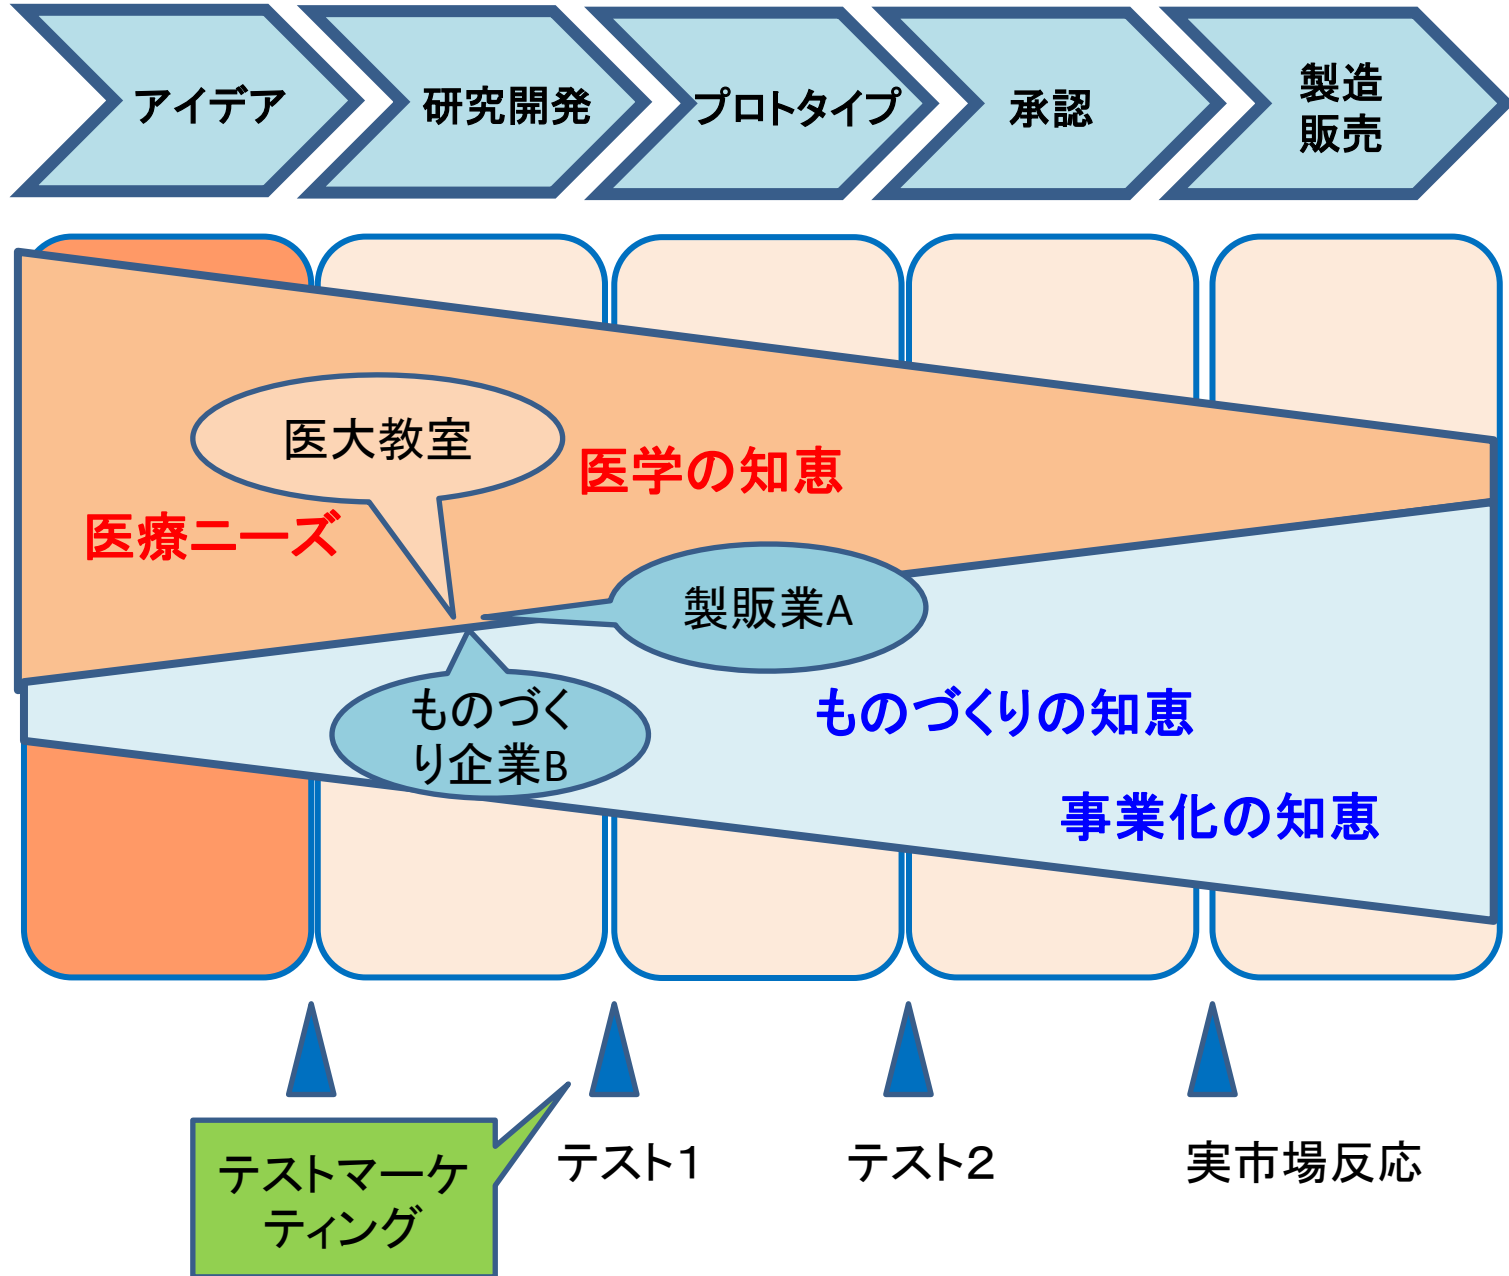 アイデア
研究開発
プロトタイプ
承認
製造
販売
医大教室
医学の知恵
医療ニーズ
製販業A
ものづく
り企業B
ものづくりの知恵
事業化の知恵
テストマーケ
ティング
テスト１
テスト２
実市場反応